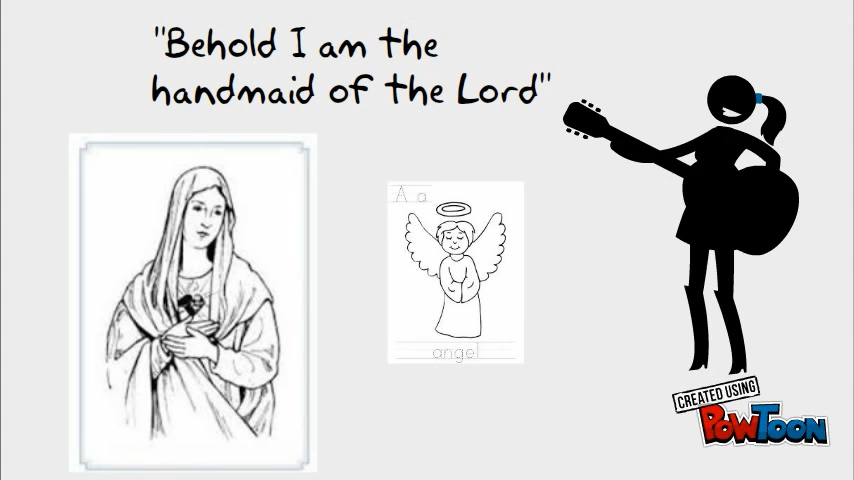 "Behold I am the
handmaid of the Lord"
A a
angel
CREATED USING
POWTOON